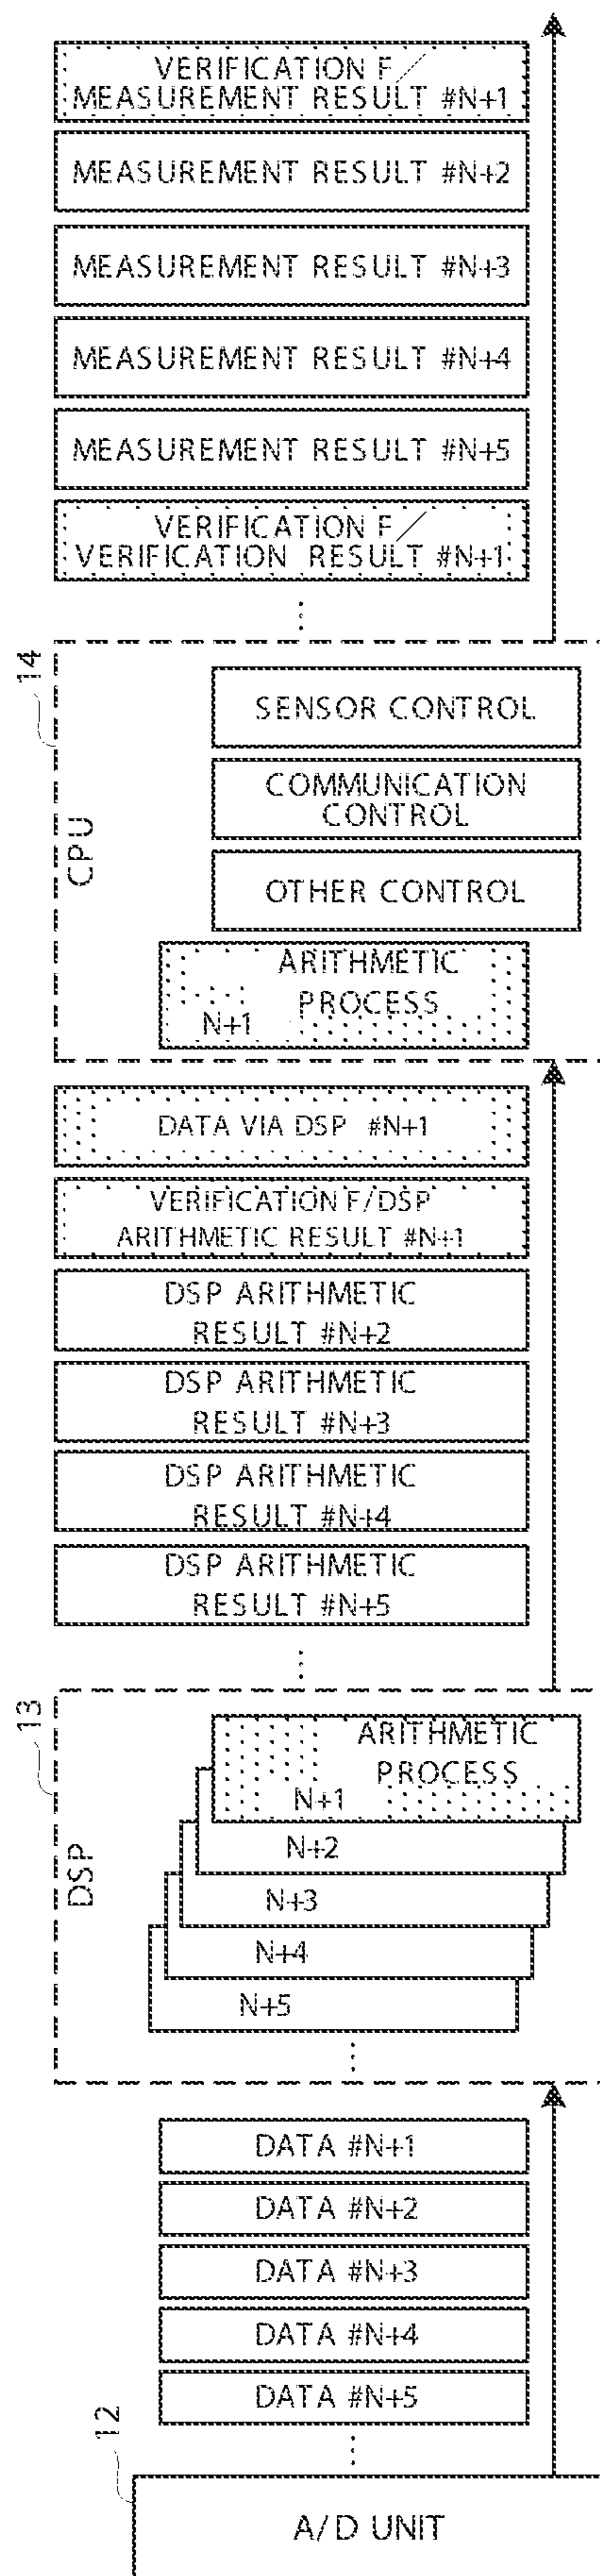 VERIFICATION F/
MEASUREMENT RESULT #N+1
MEASUREMENT RESULT #N+2
MEASUREMENT RESULT #N+3
MEASUREMENT RESULT #N+4
MEASUREMENT RESULT #N+5
VERIFICATION F/
VERIFICATION RESULT #N+1
14
CPU
SENSOR CONTROL
COMMUNICATION
CONTROL
OTHER CONTROL
ARITHMETIC
PROCESS
N+1
DATA VIA DSP #N+1
VERIFICATION F/DSP
ARITHMETIC RESULT #N+1
DSP ARITHMETIC
RESULT #N+2
DSP ARITHMETIC
RESULT #N+3
DSP ARITHMETIC
RESULT #N+4
DSP ARITHMETIC
RESULT #N+5
13
DSP
ARITHMETIC
PROCESS
N+1
N+2
N+3
N+4
N+5
DATA #N+1
DATA #N+2
DATA #N+3
DATA #N+4
DATA #N+5
12
A/D UNIT